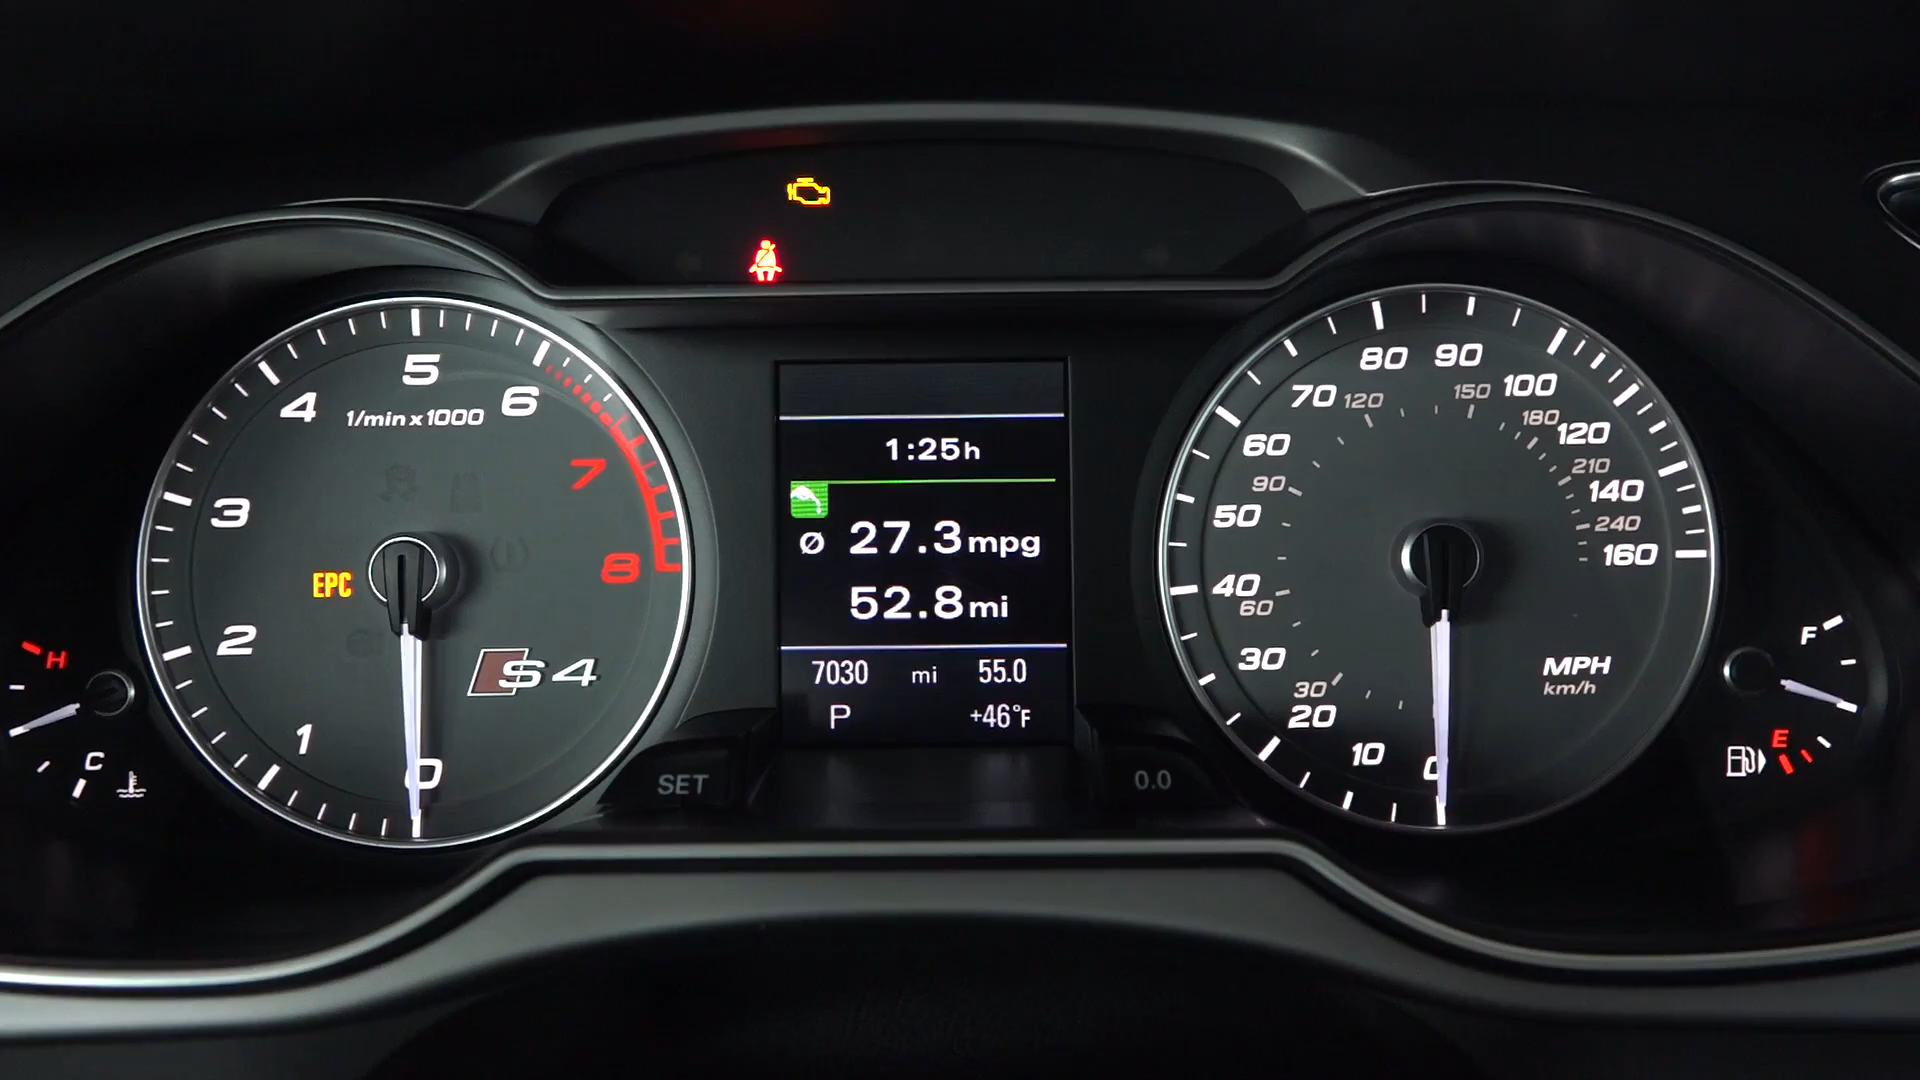 5
4
6
1/min x 1000
7
3
8
EPC
2
S4
1
0
H
C
1:25h
ø 27.3mpg
52.8mi
7030 mi 55.0
P +46°F
SET
0.0
80 90
70 120 150 100
180 120
60
210
90 140
50 240
160
40
60
30
MPH
km/h
30
20
10
0
F
E